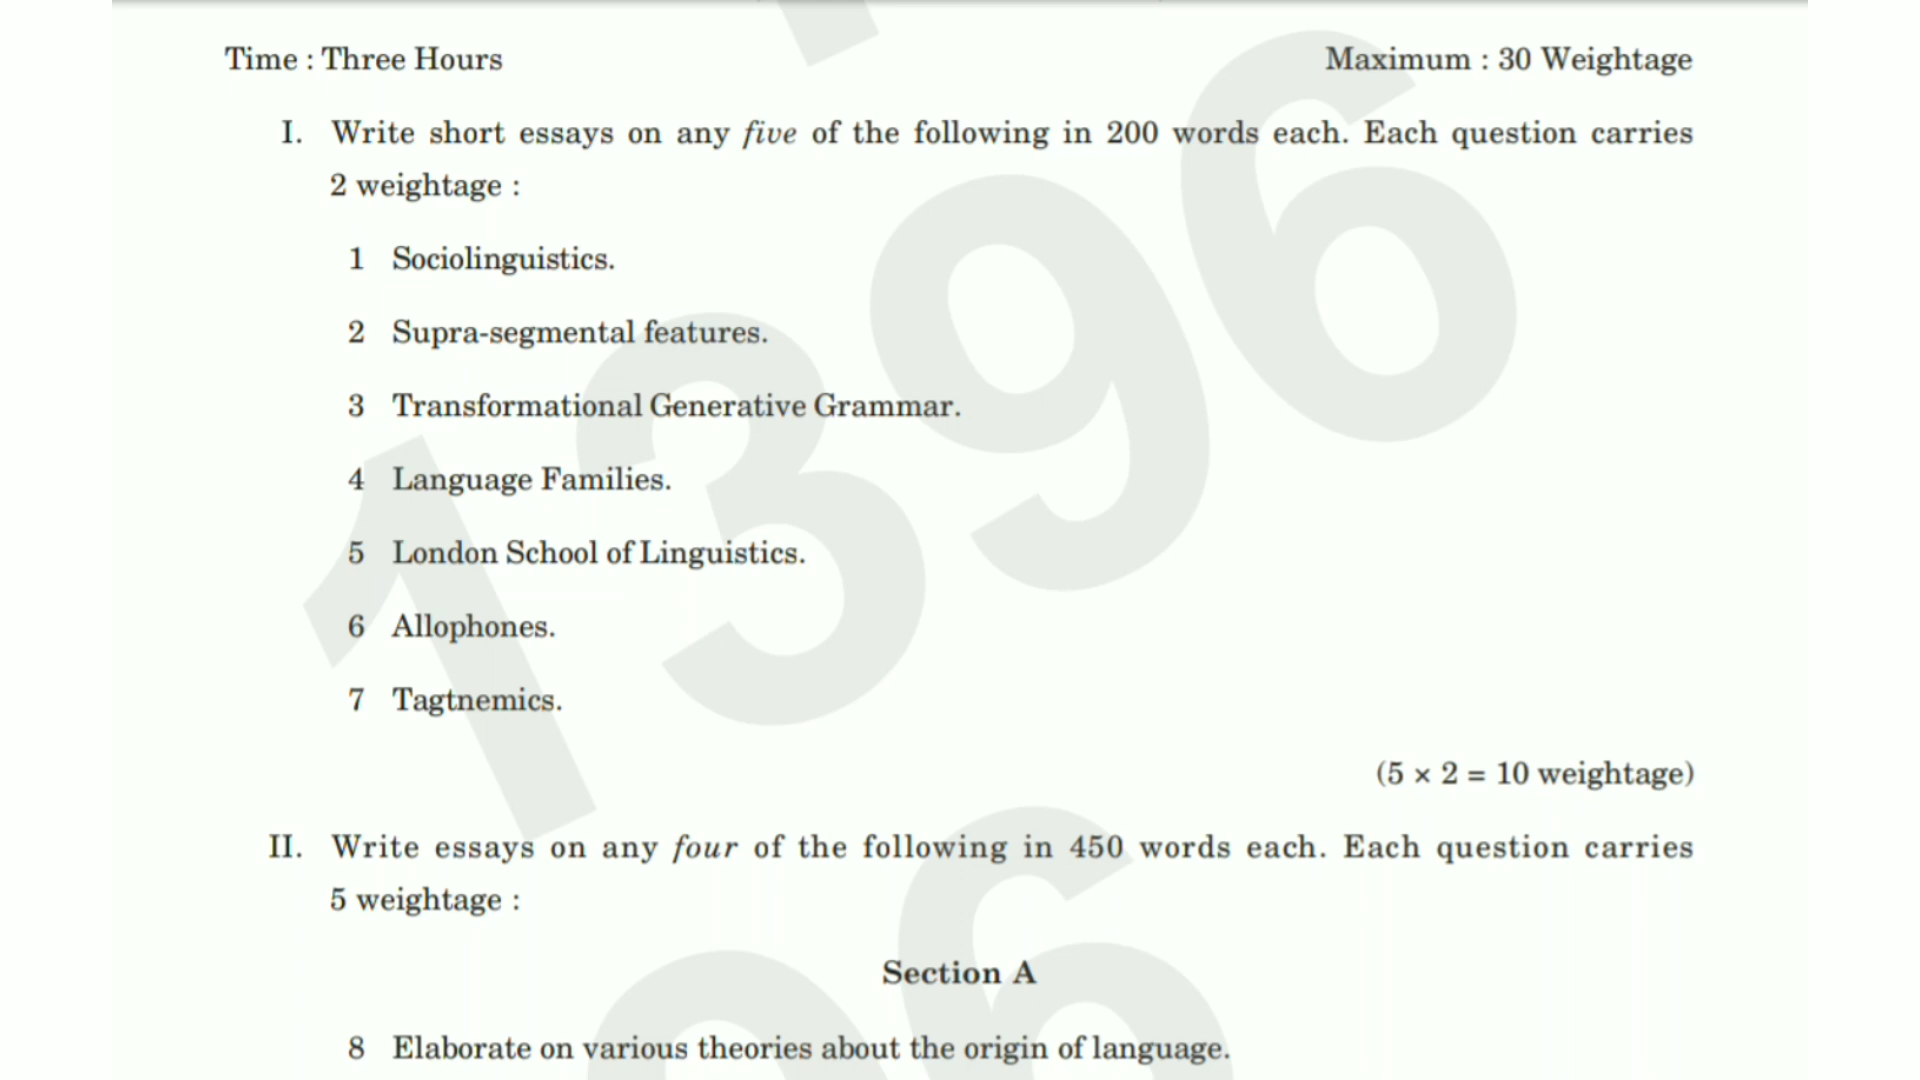 Time : Three Hours Maximum : 30 Weightage
I. Write short essays on any five of the following in 200 words each. Each question carries
2 weightage :
1 Sociolinguistics.
2 Supra-segmental features.
3 Transformational Generative Grammar.
4 Language Families.
5 London School of Linguistics.
6 Allophones.
7 Tagtnemics.
(5 × 2 = 10 weightage)
II. Write essays on any four of the following in 450 words each. Each question carries
5 weightage :
Section A
8 Elaborate on various theories about the origin of language.
1396